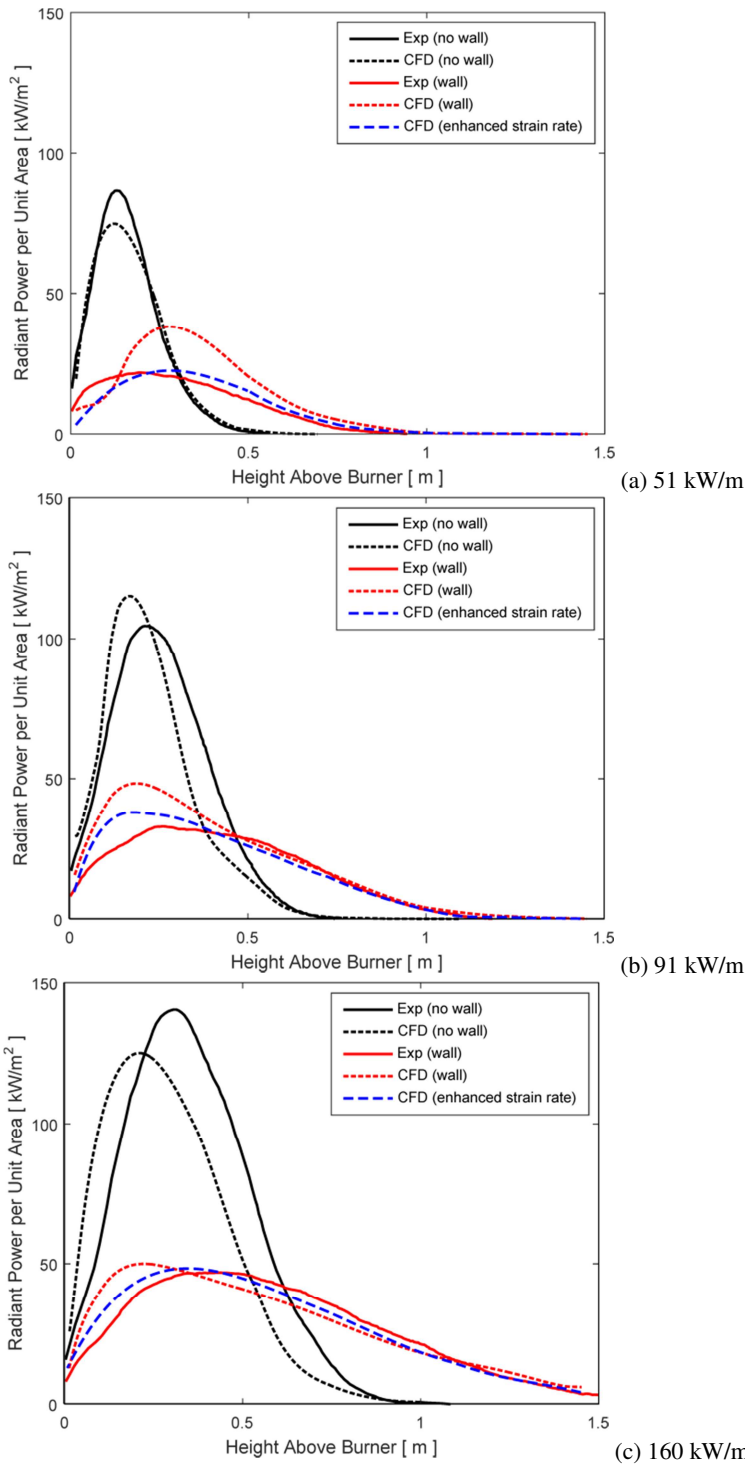 150
Exp (no wall)
CFD (no wall)
Exp (wall)
CFD (wall)
CFD (enhanced strain rate)
Radiant Power per Unit Area [ kW/m² ]
100
50
0
0 0.5 1 1.5
Height Above Burner [ m ]
(a) 51 kW/m
150
Exp (no wall)
CFD (no wall)
Exp (wall)
CFD (wall)
CFD (enhanced strain rate)
Radiant Power per Unit Area [ kW/m² ]
100
50
0
0 0.5 1 1.5
Height Above Burner [ m ]
(b) 91 kW/m
150
Exp (no wall)
CFD (no wall)
Exp (wall)
CFD (wall)
CFD (enhanced strain rate)
Radiant Power per Unit Area [ kW/m² ]
100
50
0
0 0.5 1 1.5
Height Above Burner [ m ]
(c) 160 kW/m